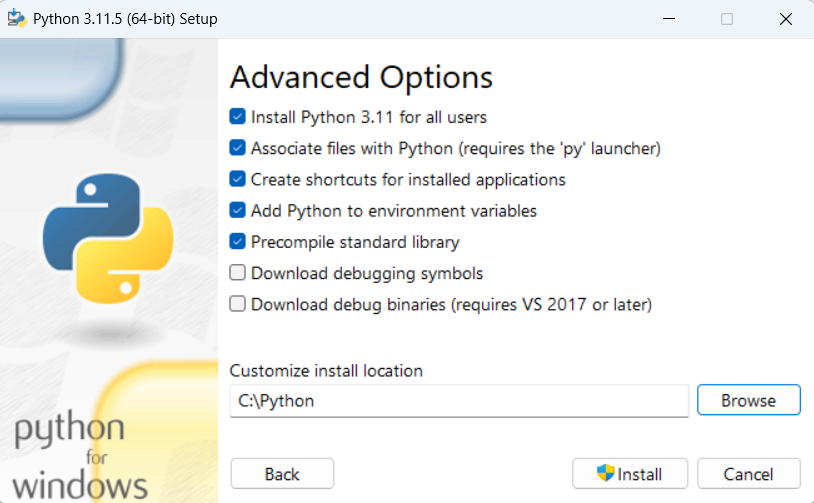 Python 3.11.5 (64-bit) Setup
Advanced Options
Install Python 3.11 for all users
Associate files with Python (requires the 'py' launcher)
Create shortcuts for installed applications
Add Python to environment variables
Precompile standard library
Download debugging symbols
Download debug binaries (requires VS 2017 or later)
Customize install location
C:\Python
Browse
python
for
windows
Back
Install
Cancel